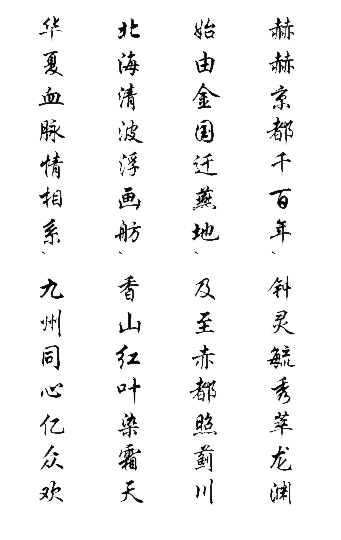 赫赫京都千百年、钟灵毓秀萃龙渊
始由金国迁燕地、及至赤都照蓟川
北海清波浮画舫、香山红叶染霜天
华夏血脉情相系、九州同心亿众欢